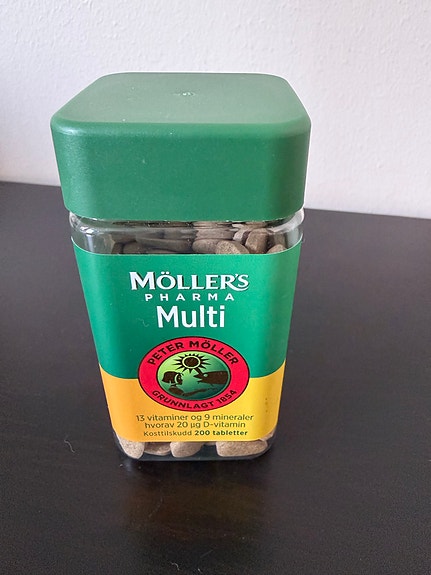 MÖLLER'S
PHARMA
Multi
PETER MÖLLER
GRUNNLAGT 1854
13 vitaminer og 9 mineraler
hvorav 20 µg D-vitamin
Kosttilskudd 200 tabletter